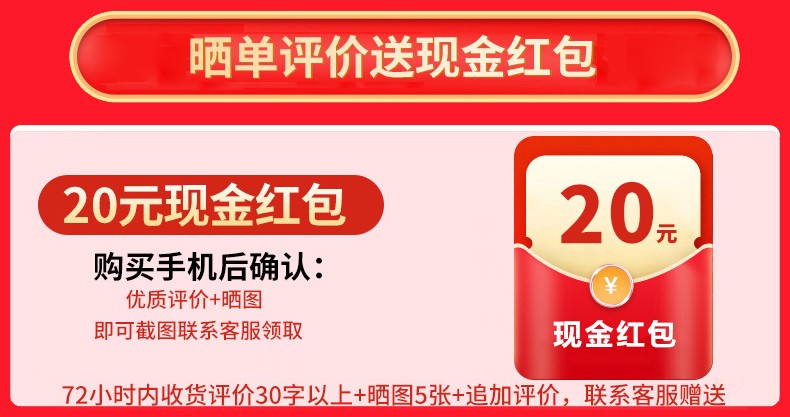 晒单评价送现金红包
20元现金红包
20元
¥
现金红包
购买手机后确认：
优质评价+晒图
即可截图联系客服领取
72小时内收货评价30字以上+晒图5张+追加评价，联系客服赠送